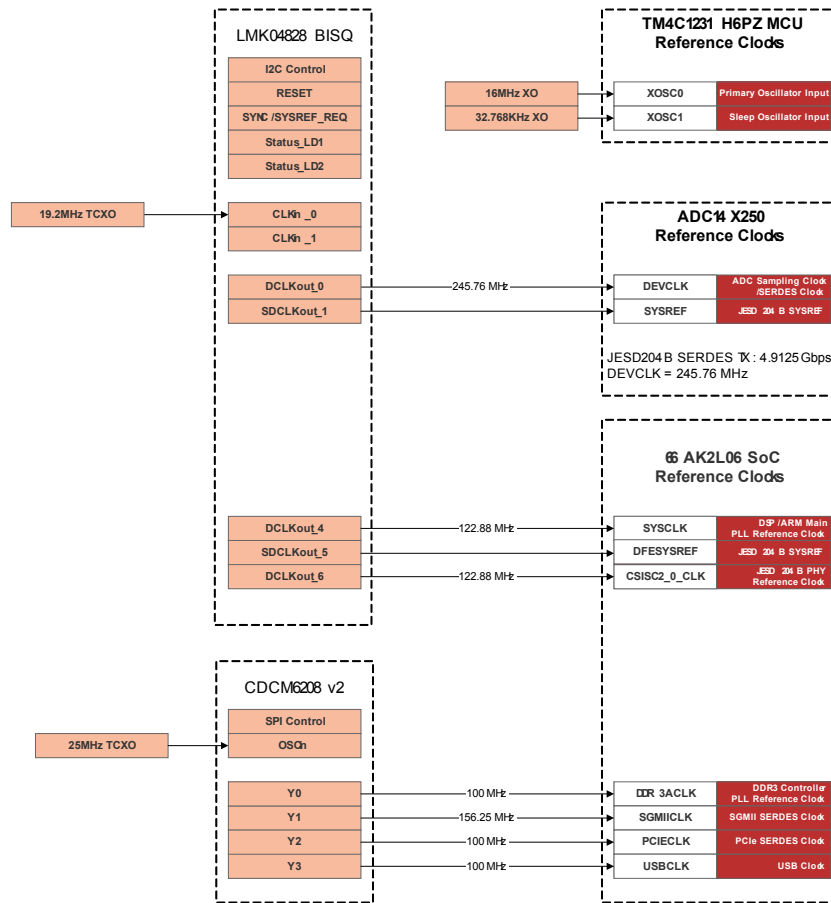 LMK04828 BISQ
I2C Control
RESET
SYNC /SYSREF_REQ
Status_LD1
Status_LD2
19.2MHz TCXO
CLKin _0
CLKin _1
DCLKout_0
SDCLKout_1
245.76 MHz
DCLKout_4
SDCLKout_5
DCLKout_6
122.88 MHz
122.88 MHz
TM4C1231 H6PZ MCU
Reference Clocks
16MHz XO
XOSC0
Primary Oscillator Input
32.768KHz XO
XOSC1
Sleep Oscillator Input
ADC14 X250
Reference Clocks
DEVCLK
ADC Sampling Clock
/SERDES Clock
SYSREF
JESD 204 B SYSREF
JESD204 B SERDES TX : 4.9125 Gbps
DEVCLK = 245.76 MHz
66 AK2L06 SoC
Reference Clocks
SYSCLK
DSP /ARM Main
PLL Reference Clock
DFESYSREF
JESD 204 B SYSREF
CSISC2_0_CLK
JESD 204 B PHY
Reference Clock
CDCM6208 v2
SPI Control
25MHz TCXO
OSCin
Y0
100 MHz
DDR 3ACLK
DDR3 Controller
PLL Reference Clock
Y1
156.25 MHz
SGMIICLK
SGMII SERDES Clock
Y2
100 MHz
PCIECLK
PCIe SERDES Clock
Y3
100 MHz
USBCLK
USB Clock